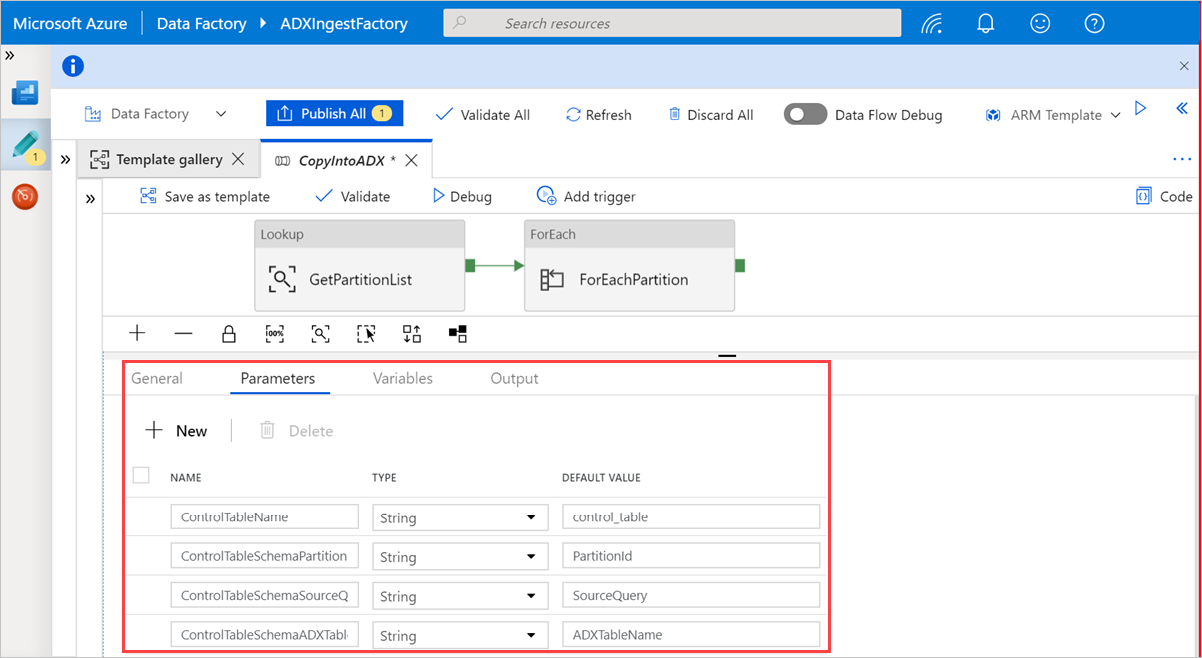 Microsoft Azure Data Factory ADXIngestFactory Search resources
Data Factory Publish All 1 Validate All Refresh Discard All Data Flow Debug ARM Template
1
Template gallery CopyIntoADX * ...
Save as template Validate Debug Add trigger Code
Lookup ForEach
GetPartitionList ForEachPartition
100%
General Parameters Variables Output
New Delete
NAME TYPE DEFAULT VALUE
ControlTableName String control_table
ControlTableSchemaPartition String PartitionId
ControlTableSchemaSourceQ String SourceQuery
ControlTableSchemaADXTabl String ADXTableName